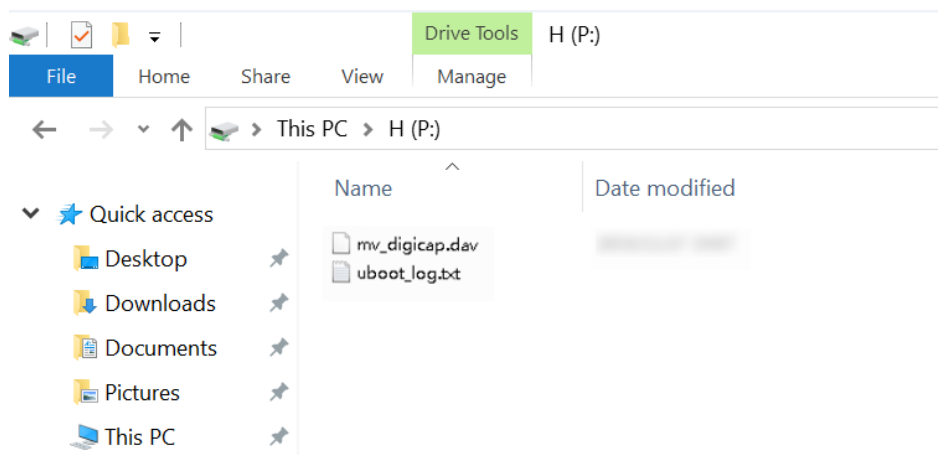 Drive Tools H (P:)
File Home Share View Manage
This PC H (P:)
Name Date modified
Quick access
mv_digicap.dav
uboot_log.txt
Desktop
Downloads
Documents
Pictures
This PC